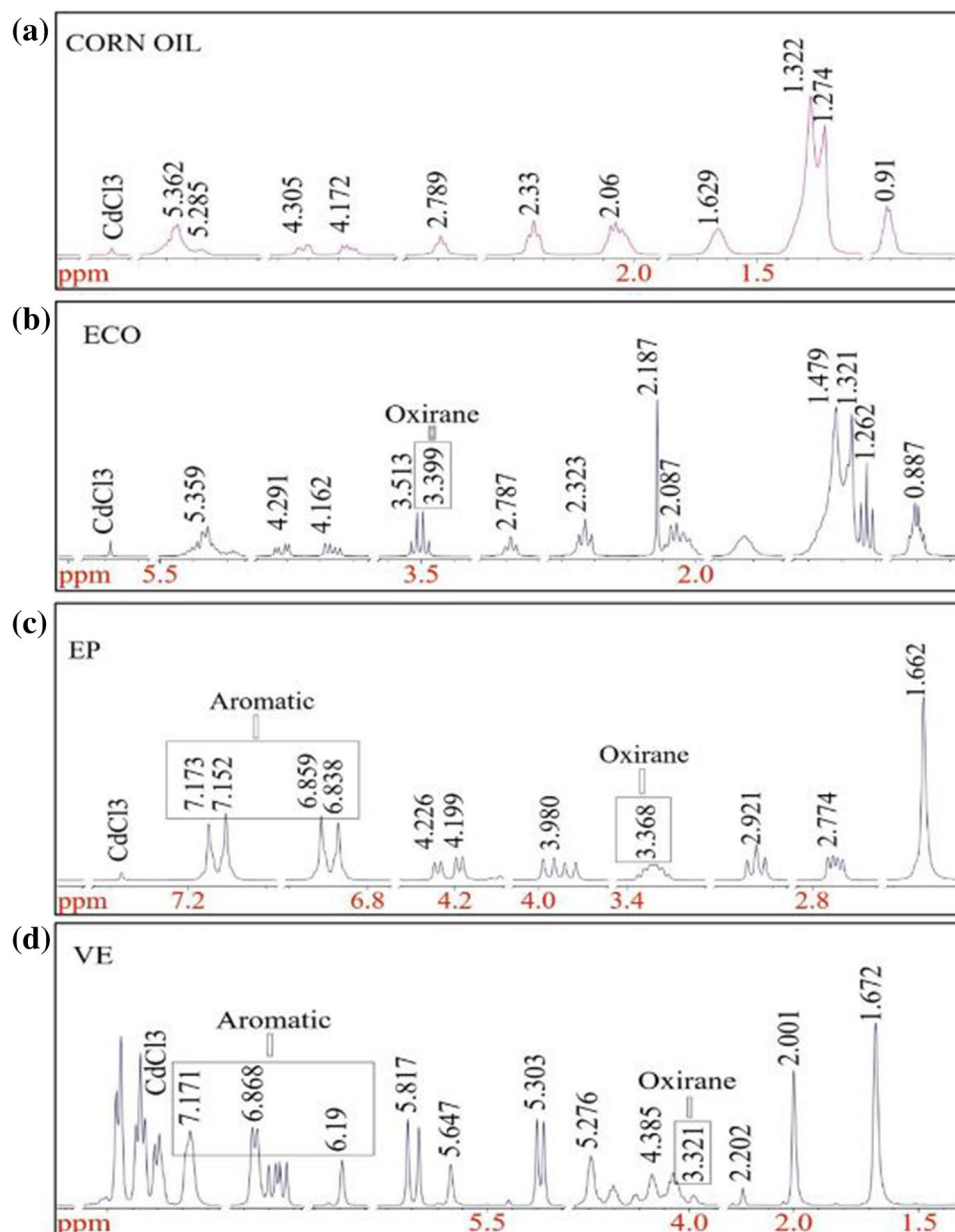 (a)
CORN OIL
CdCl3
5.362
5.285
4.305
4.172
2.789
2.33
2.06
1.629
1.322
1.274
0.91
ppm 2.0 1.5
(b)
ECO
Oxirane
CdCl3
5.359
4.291
4.162
3.513
3.399
2.787
2.323
2.187
2.087
1.479
1.321
1.262
0.887
ppm 5.5 3.5 2.0
(c)
EP
Aromatic
Oxirane
CdCl3
7.173
7.152
6.859
6.838
4.226
4.199
3.980
3.368
2.921
2.774
1.662
ppm 7.2 6.8 4.2 4.0 3.4 2.8
(d)
VE
Aromatic
Oxirane
CdCl3
7.171
6.868
6.19
5.817
5.647
5.303
5.276
4.385
3.321
2.202
2.001
1.672
ppm 5.5 4.0 2.0 1.5